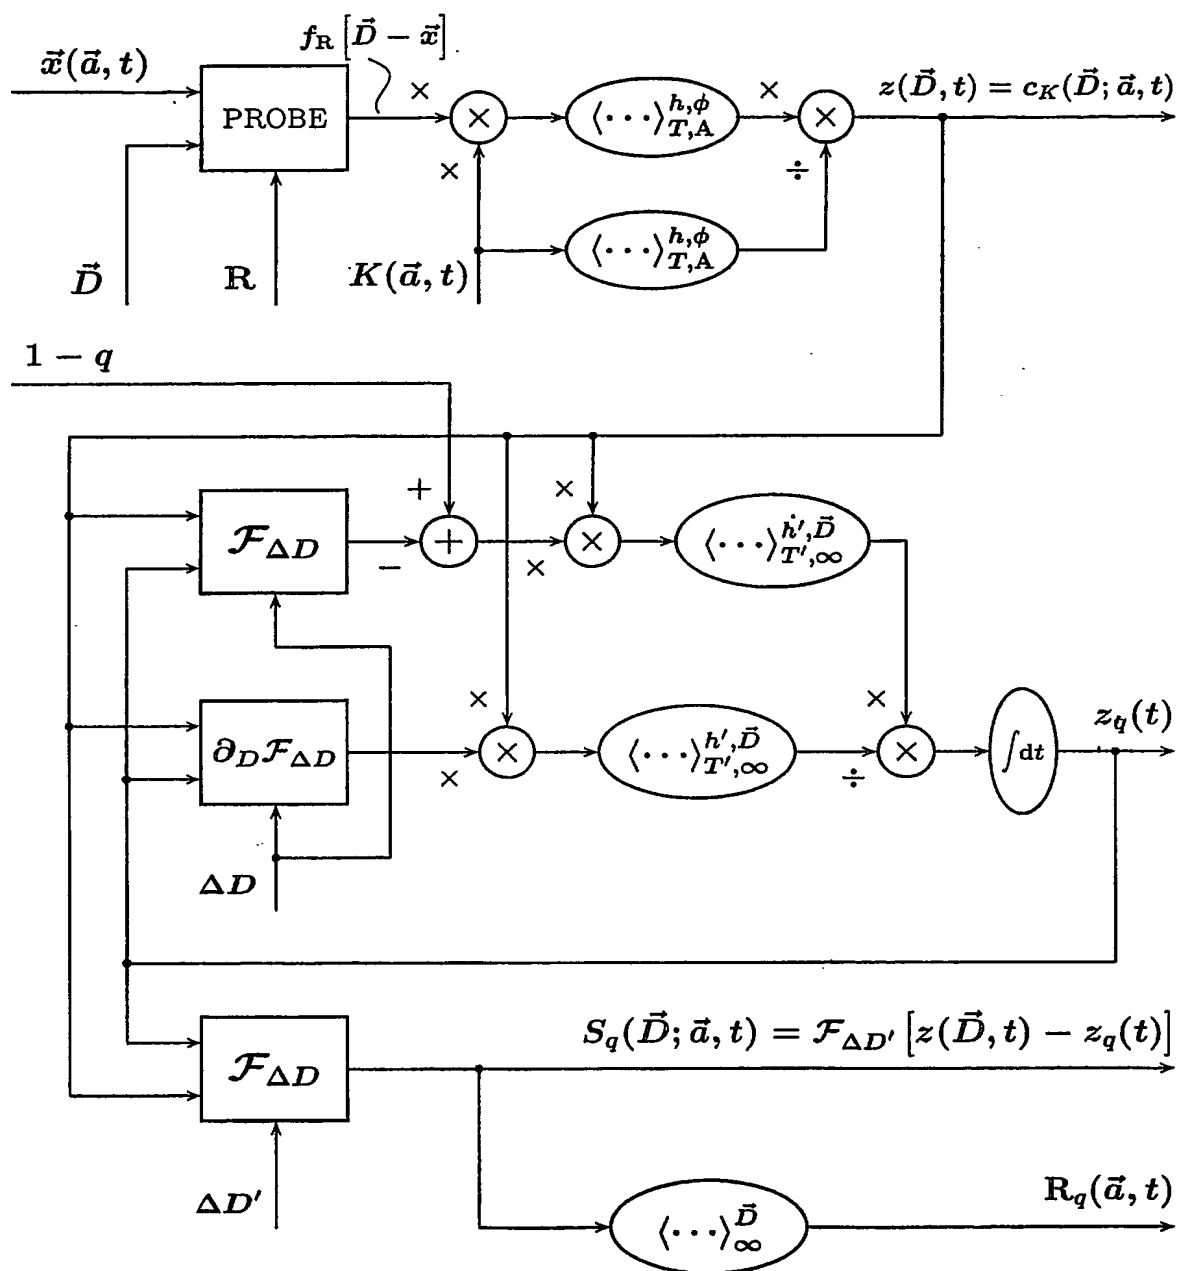 f_R [D⃗ − x⃗]
x⃗(a⃗, t)
z(D⃗, t) = c_K(D⃗; a⃗, t)
× ×
PROBE × ⟨···⟩_{T,A}^{h,φ} ×
× ÷
⟨···⟩_{T,A}^{h,φ}
D⃗ R K(a⃗, t)
1 − q
+ ×
𝓕_{ΔD} + × ⟨···⟩_{T′,∞}^{ḣ′,D⃗}
− ×
× ×
z_q(t)
∂_D 𝓕_{ΔD} × ⟨···⟩_{T′,∞}^{h′,D⃗} × ∫dt
× ÷
ΔD
S_q(D⃗; a⃗, t) = 𝓕_{ΔD′} [z(D⃗, t) − z_q(t)]
𝓕_{ΔD}
R_q(a⃗, t)
ΔD′
⟨···⟩_∞^{D⃗}